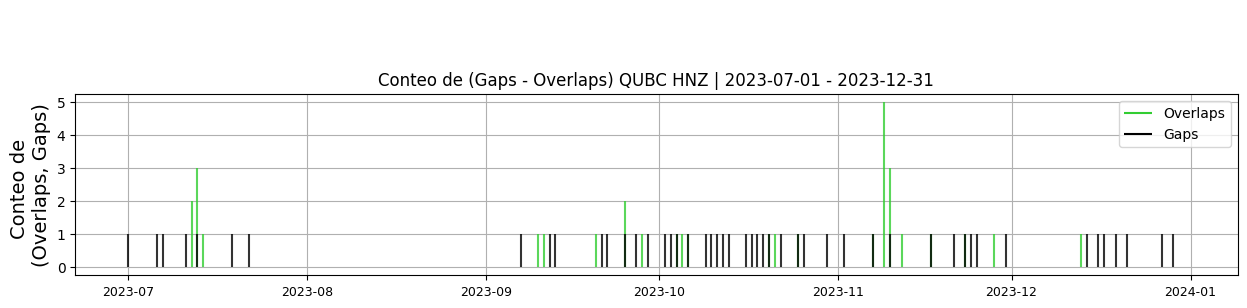 Conteo de (Gaps - Overlaps) QUBC HNZ | 2023-07-01 - 2023-12-31
Conteo de
(Overlaps, Gaps)
5
4
3
2
1
0
Overlaps
Gaps
2023-07
2023-08
2023-09
2023-10
2023-11
2023-12
2024-01